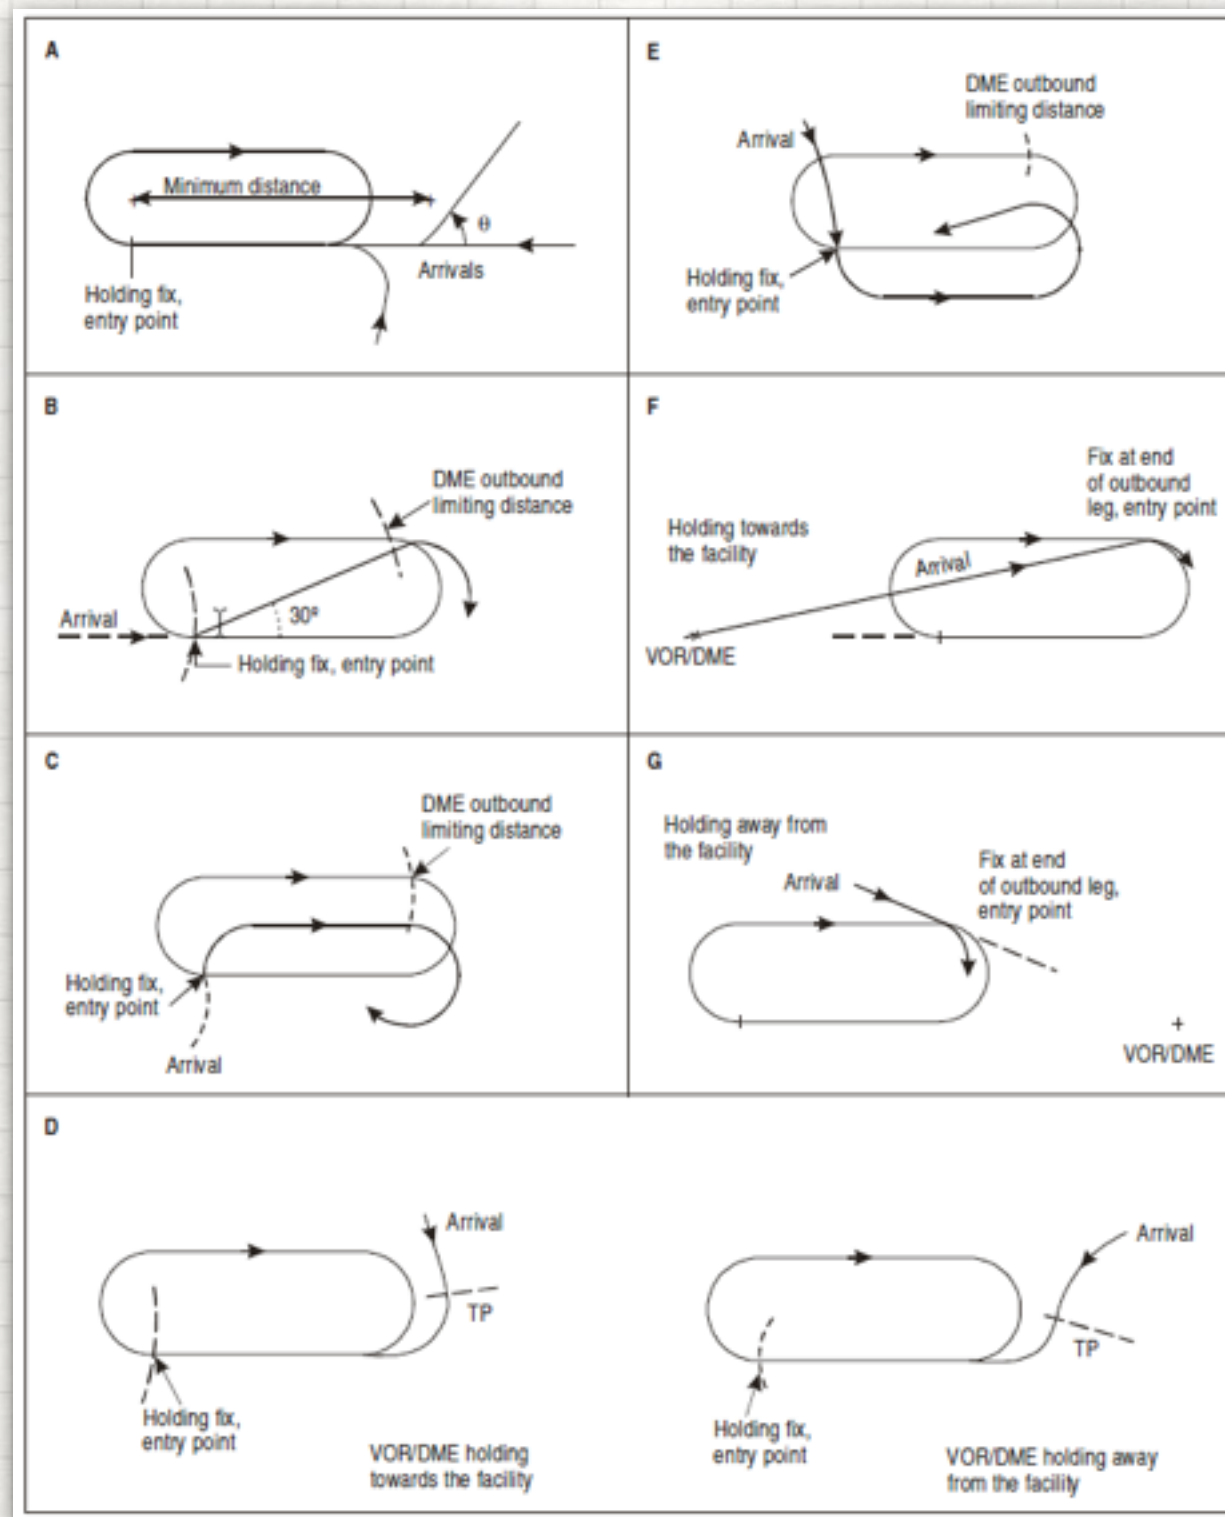 A
Minimum distance
θ
Arrivals
Holding fix,
entry point
E
DME outbound
limiting distance
Arrival
Holding fix,
entry point
B
DME outbound
limiting distance
Arrival
30º
Holding fix, entry point
F
Fix at end
of outbound
leg, entry point
Holding towards
the facility
Arrival
VOR/DME
C
DME outbound
limiting distance
Holding fix,
entry point
Arrival
G
Holding away from
the facility
Arrival
Fix at end
of outbound leg,
entry point
VOR/DME
D
Arrival
TP
Holding fix,
entry point
VOR/DME holding
towards the facility
Arrival
TP
Holding fix,
entry point
VOR/DME holding away
from the facility